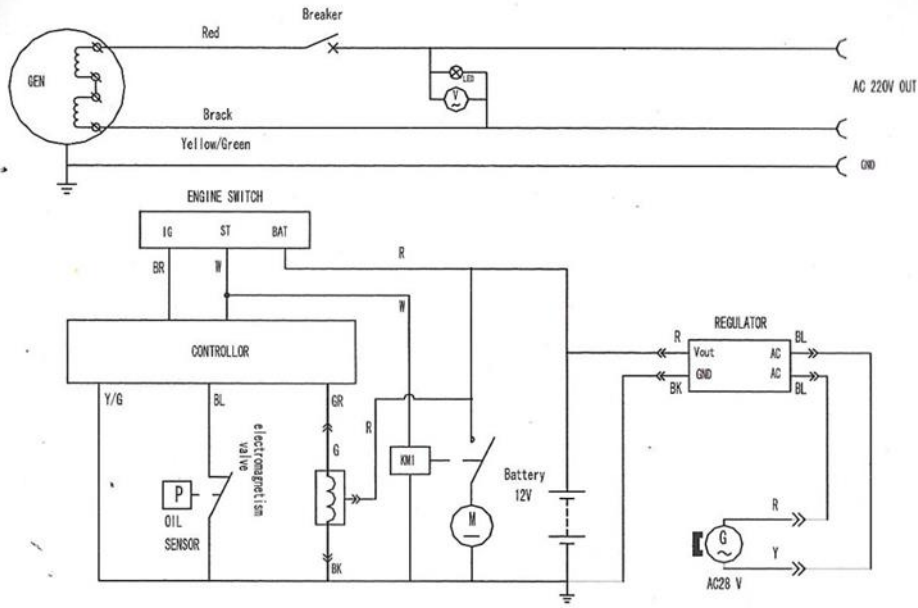 Breaker
Red
GEN
LED
V
AC 220V OUT
Brack
Yellow/Green
GND
ENGINE SWITCH
IG ST BAT
BR W R
W
CONTROLLOR
REGULATOR
R Vout AC BL
BK GND AC BL
Y/G BL GR
R
G
electromagnetism
valve
KM1
P
OIL
SENSOR
Battery
12V
M
BK
R
G
Y
AC28 V